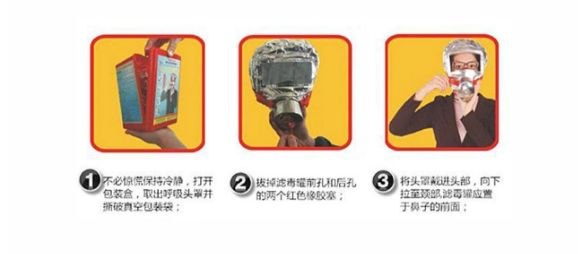 1 不必惊慌保持冷静，打开
包装盒，取出呼吸头罩并
撕破真空包装袋；
2 拔掉滤毒罐前孔和后孔
的两个红色橡胶塞；
3 将头罩戴进头部，向下
拉至颈部,滤毒罐应置
于鼻子的前面；